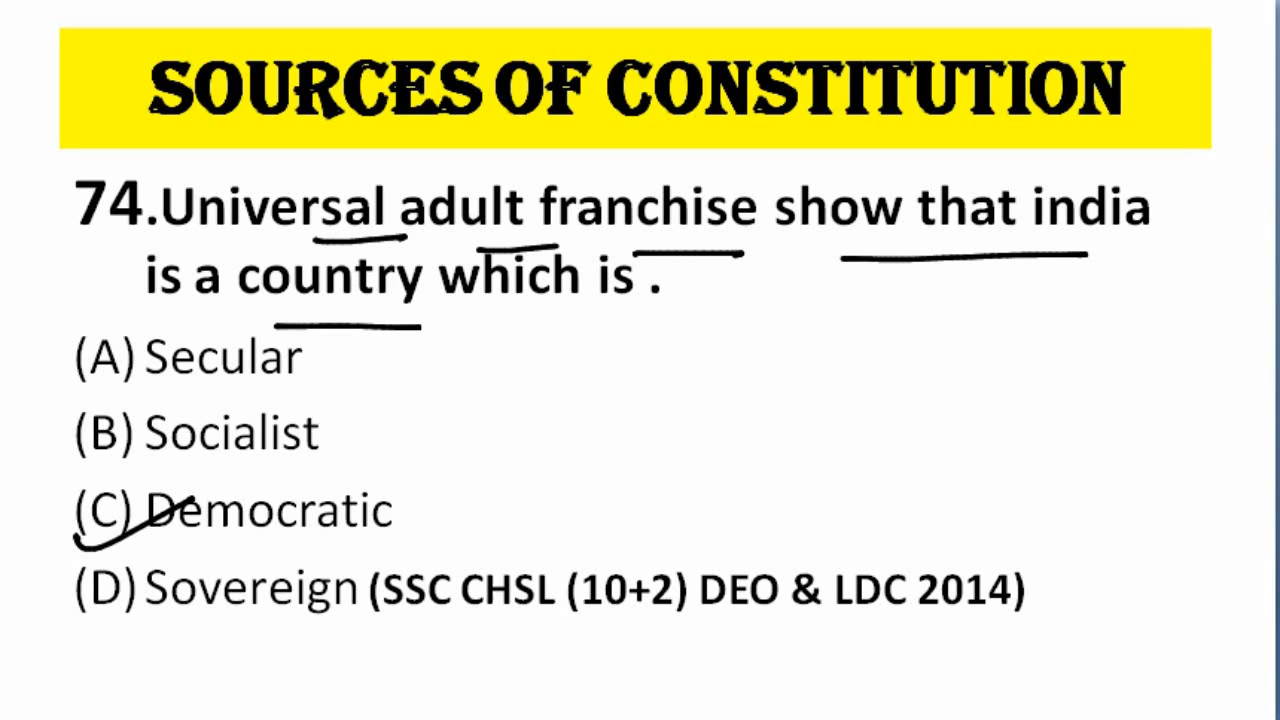 SOURCES OF CONSTITUTION
74.Universal adult franchise show that india
is a country which is .
(A) Secular
(B) Socialist
(C) Democratic
(D) Sovereign (SSC CHSL (10+2) DEO & LDC 2014)